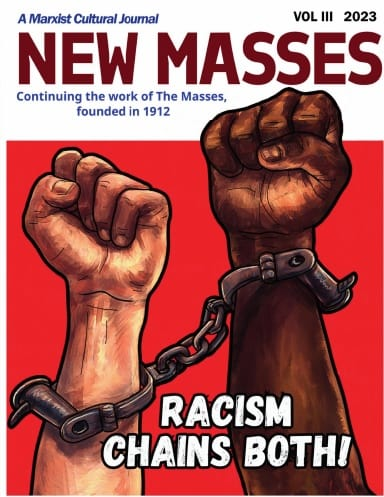 A Marxist Cultural Journal
VOL III 2023
NEW MASSES
Continuing the work of The Masses,
founded in 1912
RACISM
CHAINS BOTH!